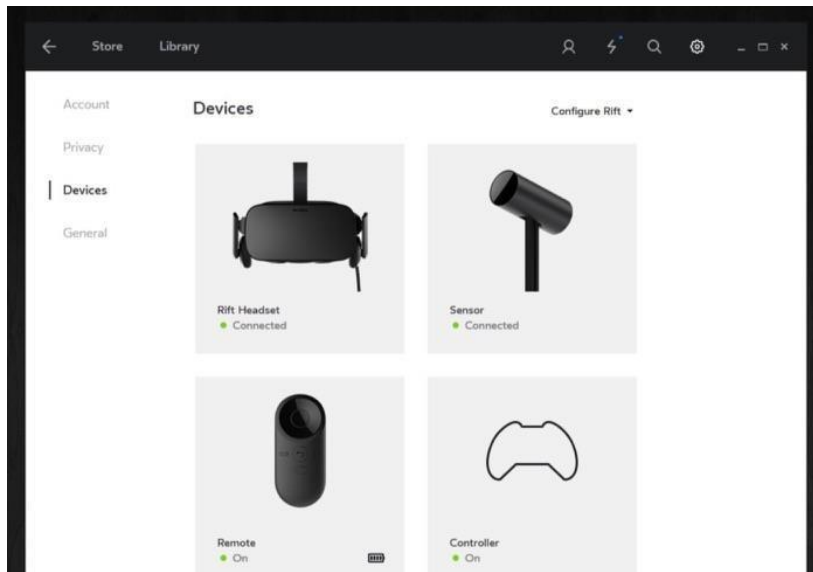 Store Library
Account
Privacy
Devices
General
Devices
Configure Rift
Rift Headset
Connected
Sensor
Connected
Remote
On
Controller
On